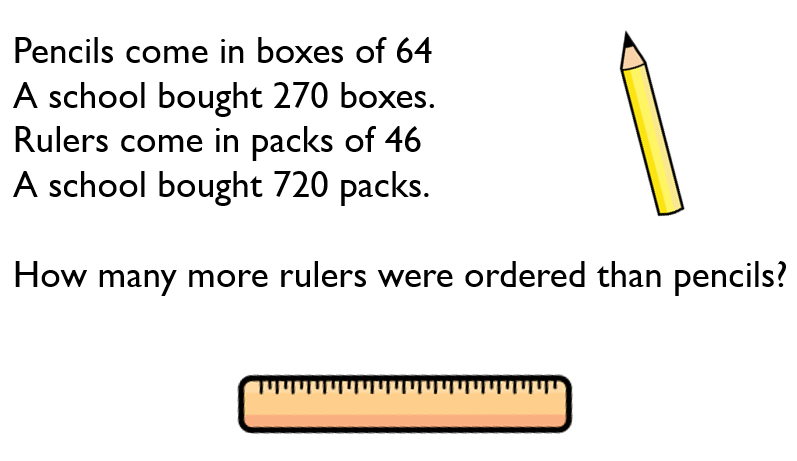 Pencils come in boxes of 64
A school bought 270 boxes.
Rulers come in packs of 46
A school bought 720 packs.
How many more rulers were ordered than pencils?